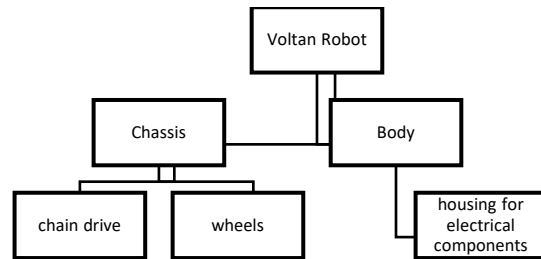 Voltan Robot
Chassis
Body
chain drive
wheels
housing for
electrical
components